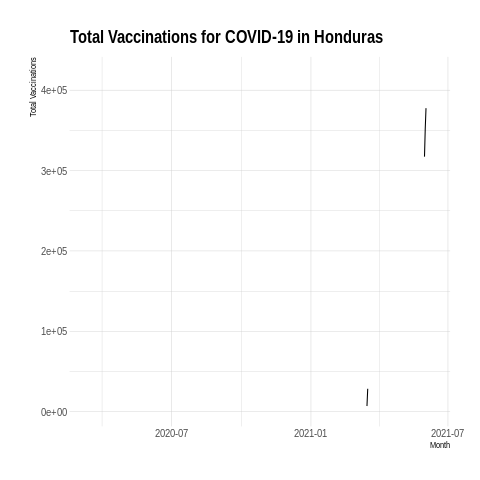 Total Vaccinations for COVID-19 in Honduras
Total Vaccinations
4e+05
3e+05
2e+05
1e+05
0e+00
2020-07 2021-01 2021-07
Month